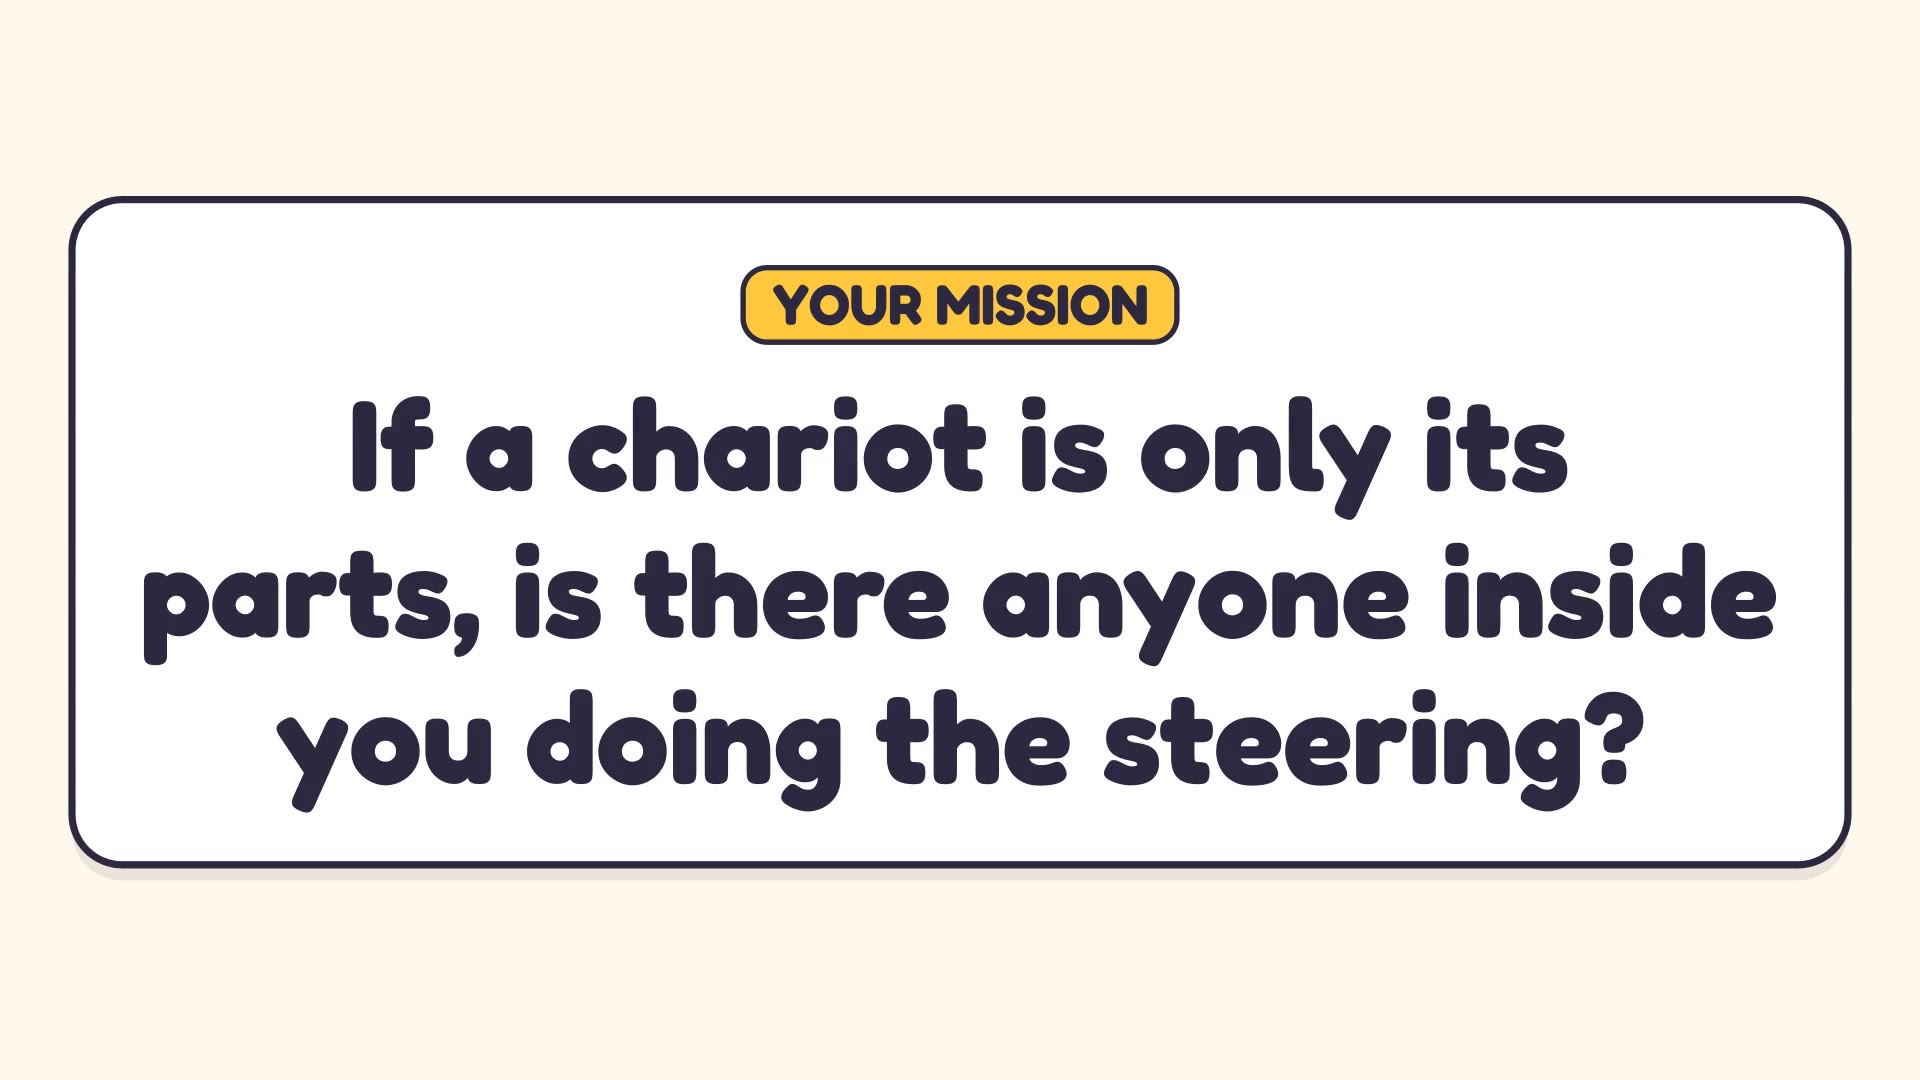 YOUR MISSION
If a chariot is only its
parts, is there anyone inside
you doing the steering?